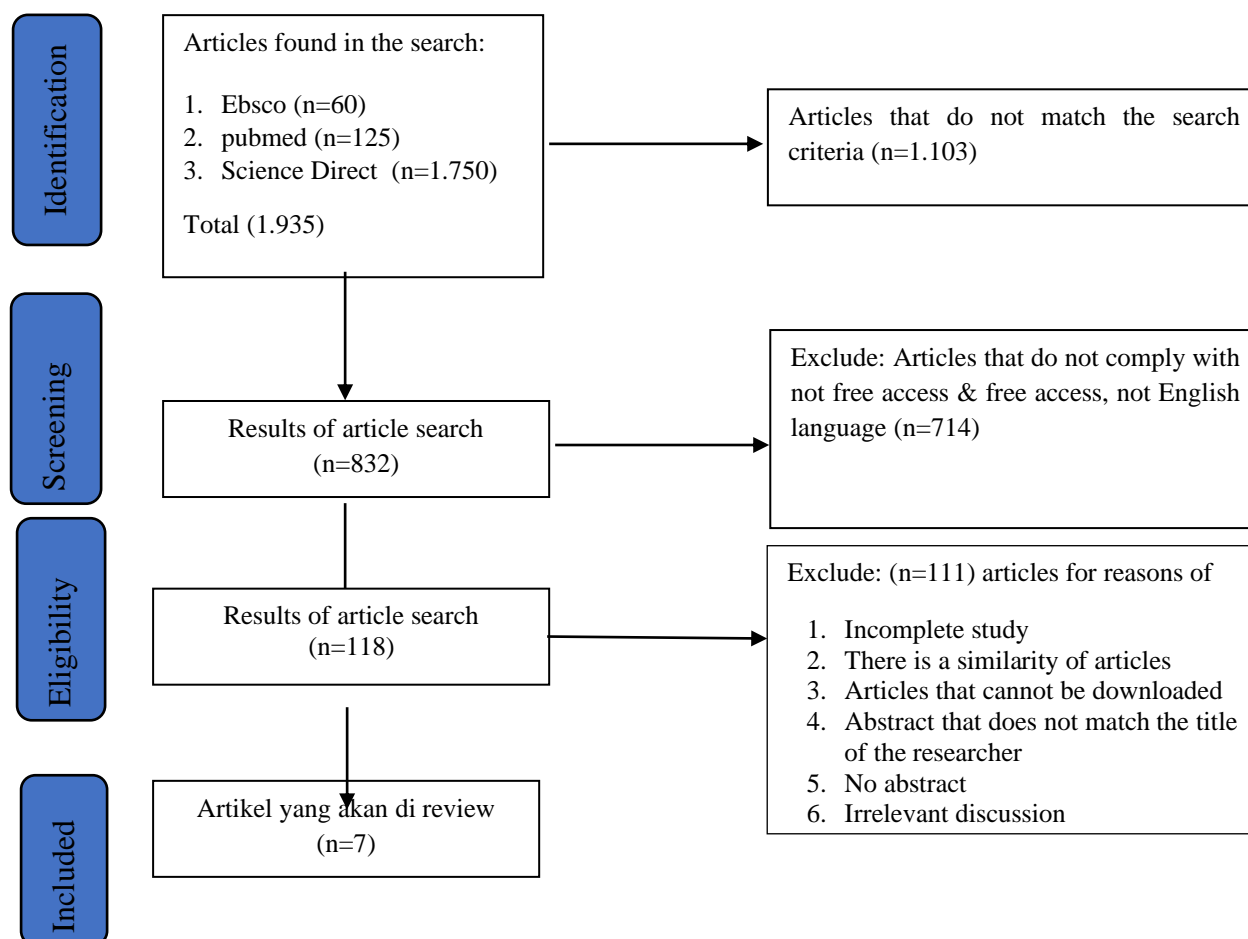 Identification
Articles found in the search:
1. Ebsco (n=60)
2. pubmed (n=125)
3. Science Direct (n=1.750)
Total (1.935)
Articles that do not match the search
criteria (n=1.103)
Screening
Results of article search
(n=832)
Exclude: Articles that do not comply with
not free access & free access, not English
language (n=714)
Eligibility
Results of article search
(n=118)
Exclude: (n=111) articles for reasons of
1. Incomplete study
2. There is a similarity of articles
3. Articles that cannot be downloaded
4. Abstract that does not match the title
of the researcher
5. No abstract
6. Irrelevant discussion
Included
Artikel yang akan di review
(n=7)